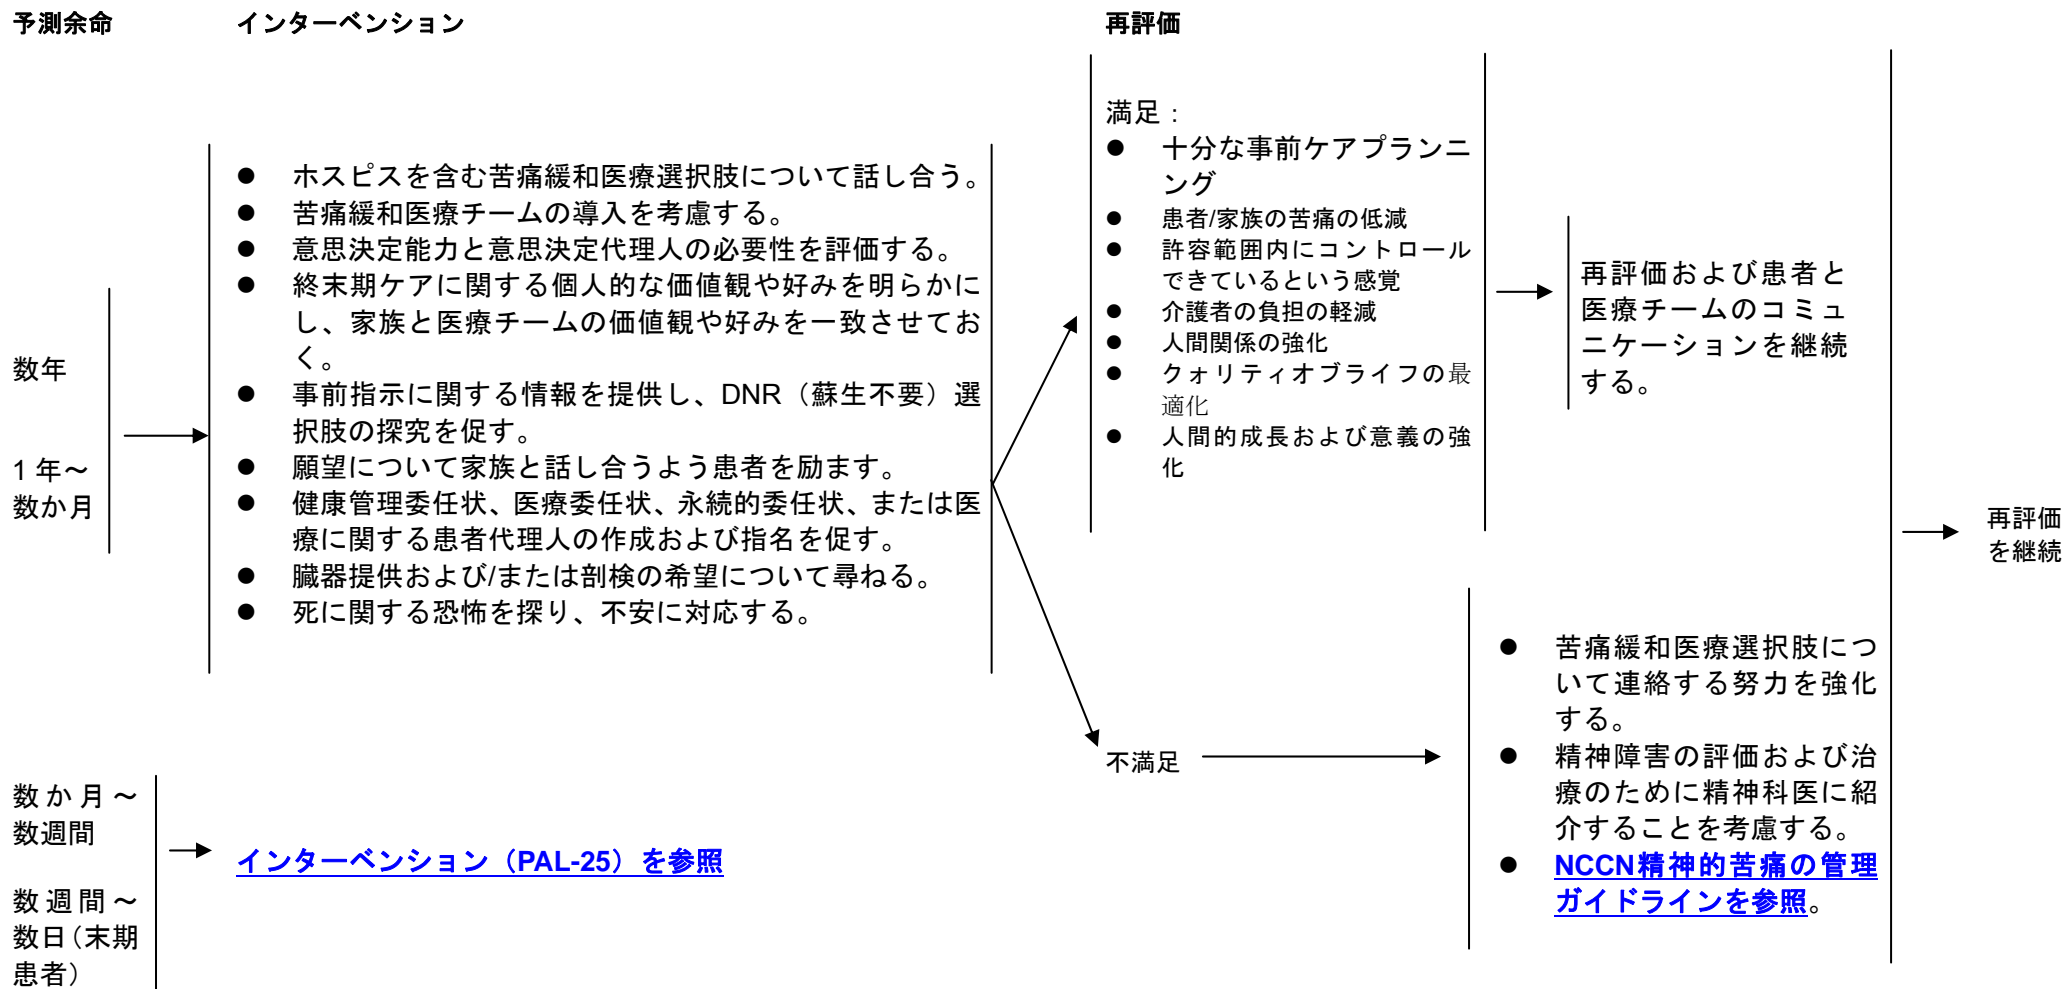 予測余命
インターベンション
再評価
数年
1 年～
数か月
● ホスピスを含む苦痛緩和医療選択肢について話し合う。
● 苦痛緩和医療チームの導入を考慮する。
● 意思決定能力と意思決定代理人の必要性を評価する。
● 終末期ケアに関する個人的な価値観や好みを明らかに
し、家族と医療チームの価値観や好みを一致させてお
く。
● 事前指示に関する情報を提供し、DNR（蘇生不要）選
択肢の探究を促す。
● 願望について家族と話し合うよう患者を励ます。
● 健康管理委任状、医療委任状、永続的委任状、または医
療に関する患者代理人の作成および指名を促す。
● 臓器提供および/または剖検の希望について尋ねる。
● 死に関する恐怖を探り、不安に対応する。
満足：
● 十分な事前ケアプランニ
ング
● 患者/家族の苦痛の低減
● 許容範囲内にコントロール
できているという感覚
● 介護者の負担の軽減
● 人間関係の強化
● クォリティオブライフの最
適化
● 人間的成長および意義の強
化
再評価および患者と
医療チームのコミュ
ニケーションを継続
する。
不満足
● 苦痛緩和医療選択肢につ
いて連絡する努力を強化
する。
● 精神障害の評価および治
療のために精神科医に紹
介することを考慮する。
● NCCN精神的苦痛の管理
ガイドラインを参照。
再評価
を継続
数か月～
数週間
数週間～
数日（末期
患者）
インターベンション（PAL-25）を参照